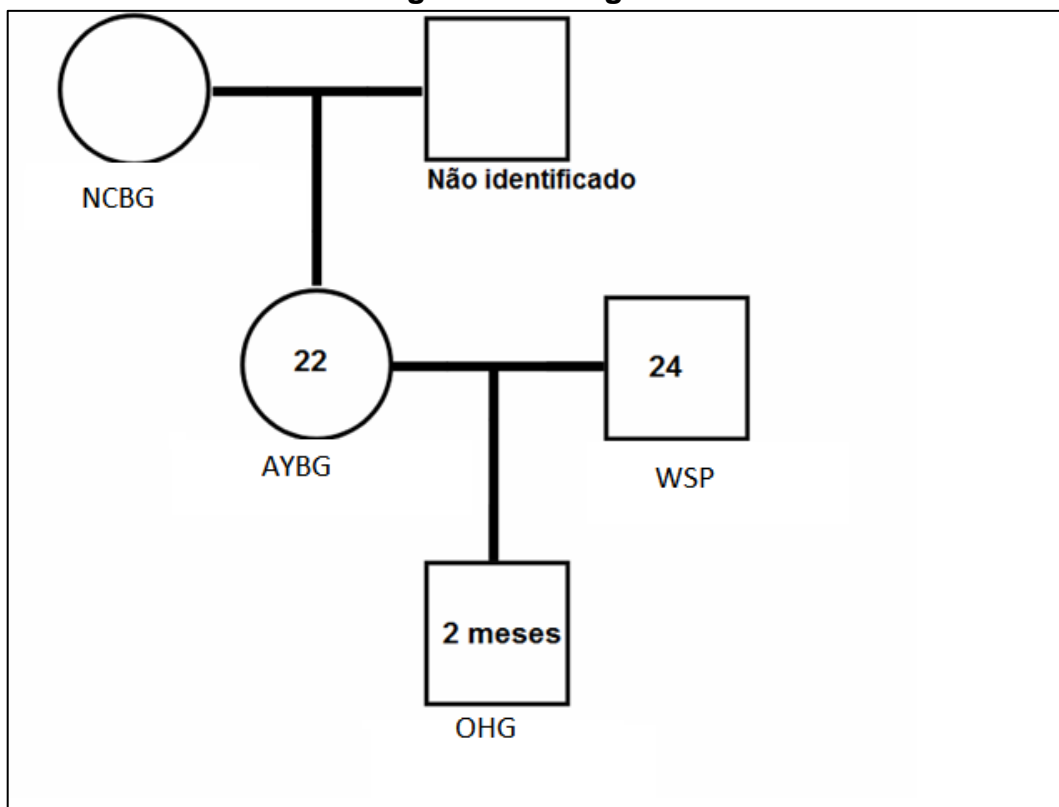 Não identificado
NCBG
22
24
AYBG
WSP
2 meses
OHG